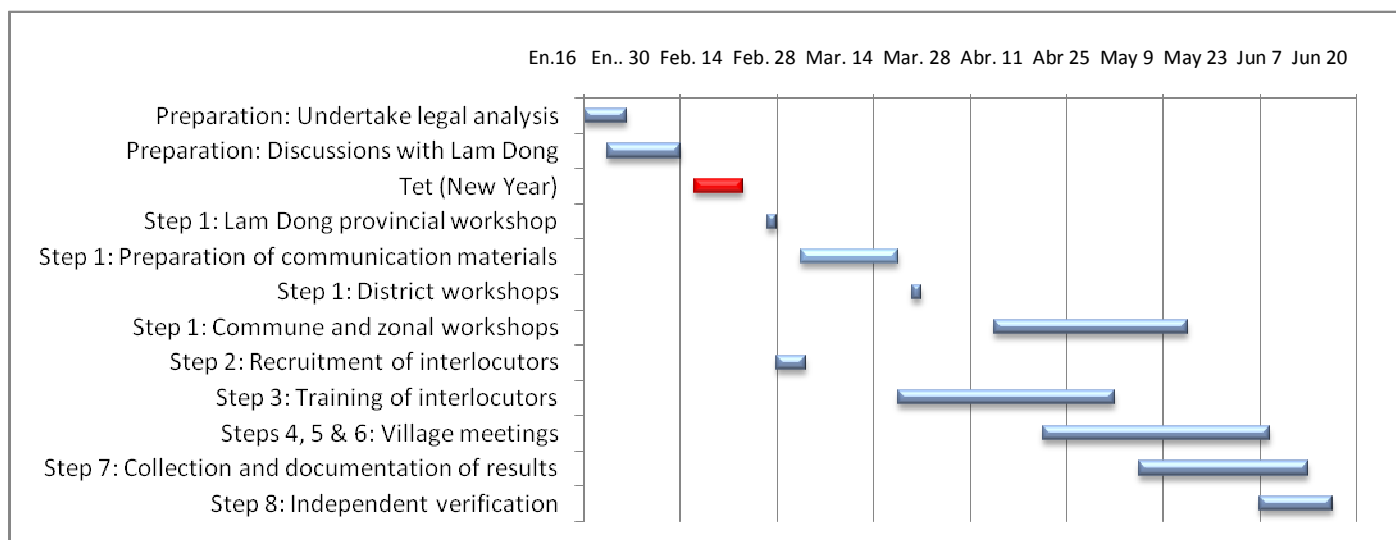 En.16 En.. 30 Feb. 14 Feb. 28 Mar. 14 Mar. 28 Abr. 11 Abr 25 May 9 May 23 Jun 7 Jun 20
Preparation: Undertake legal analysis
Preparation: Discussions with Lam Dong
Tet (New Year)
Step 1: Lam Dong provincial workshop
Step 1: Preparation of communication materials
Step 1: District workshops
Step 1: Commune and zonal workshops
Step 2: Recruitment of interlocutors
Step 3: Training of interlocutors
Steps 4, 5 & 6: Village meetings
Step 7: Collection and documentation of results
Step 8: Independent verification